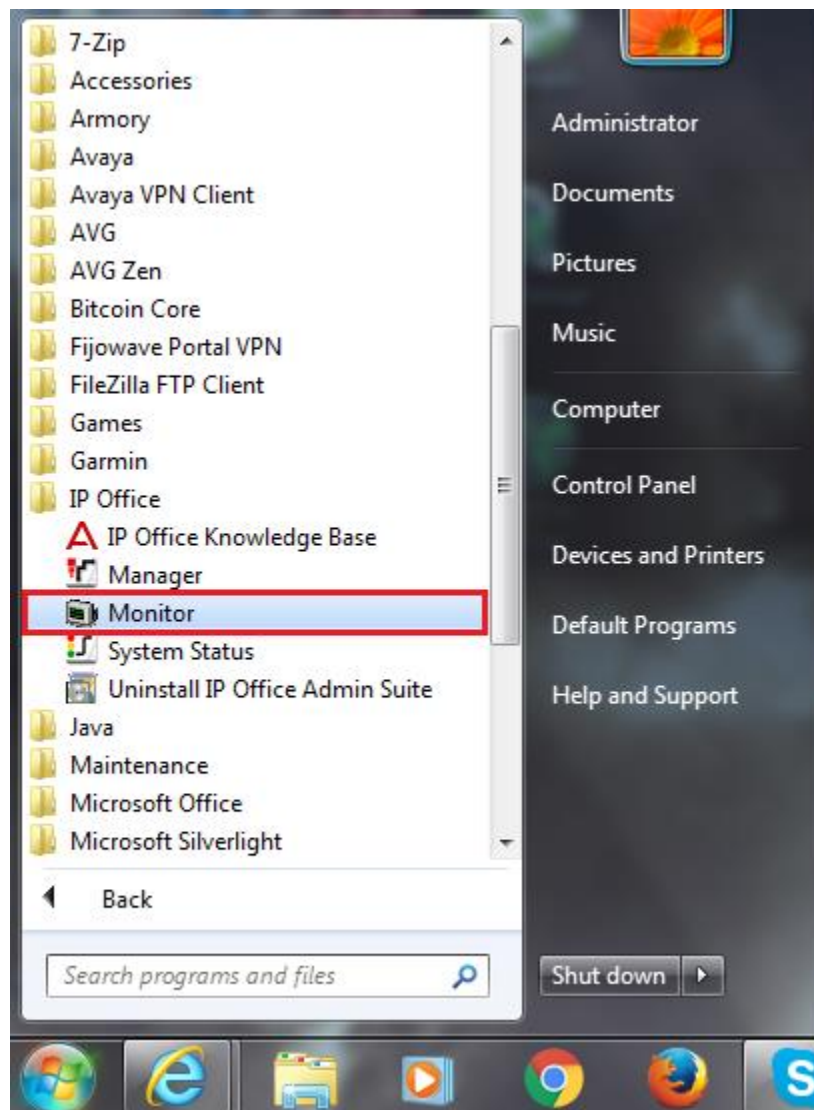 7-Zip
Accessories
Armory
Avaya
Avaya VPN Client
AVG
AVG Zen
Bitcoin Core
Fijowave Portal VPN
FileZilla FTP Client
Games
Garmin
IP Office
IP Office Knowledge Base
Manager
Monitor
System Status
Uninstall IP Office Admin Suite
Java
Maintenance
Microsoft Office
Microsoft Silverlight
Back
Search programs and files
Administrator
Documents
Pictures
Music
Computer
Control Panel
Devices and Printers
Default Programs
Help and Support
Shut down
S